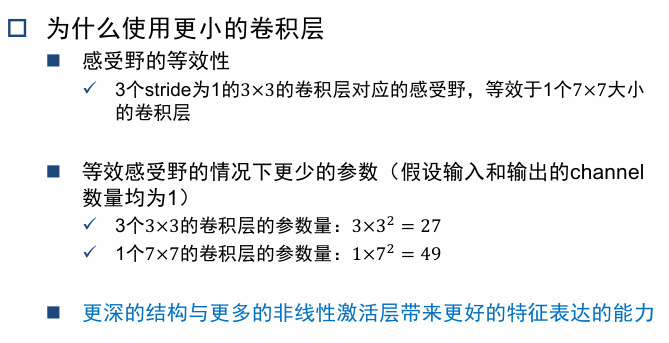 为什么使用更小的卷积层
感受野的等效性
✓ 3个stride为1的3×3的卷积层对应的感受野，等效于1个7×7大小
的卷积层
等效感受野的情况下更少的参数（假设输入和输出的channel
数量均为1）
✓ 3个3×3的卷积层的参数量：3×3² = 27
✓ 1个7×7的卷积层的参数量：1×7² = 49
更深的结构与更多的非线性激活层带来更好的特征表达的能力